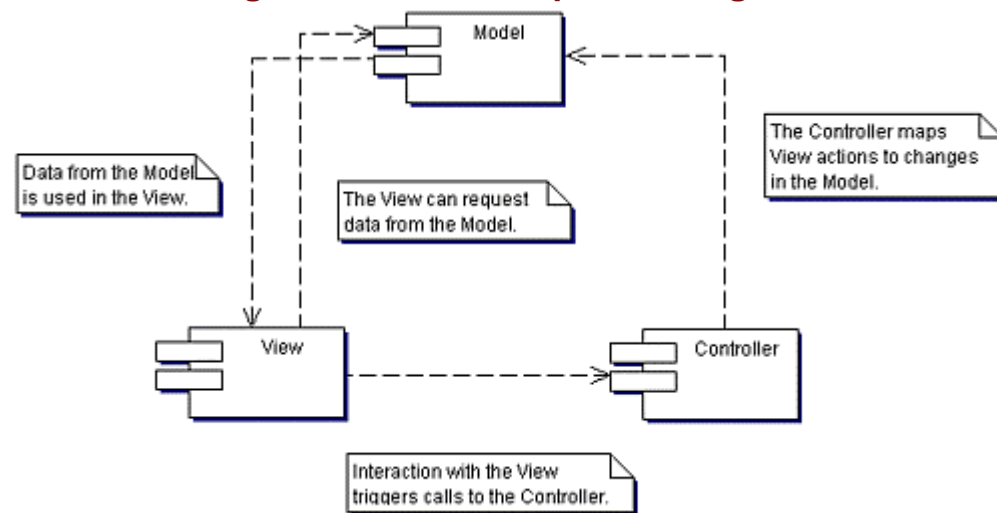 Model
The Controller maps
View actions to changes
in the Model.
Data from the Model
is used in the View.
The View can request
data from the Model.
View
Controller
Interaction with the View
triggers calls to the Controller.